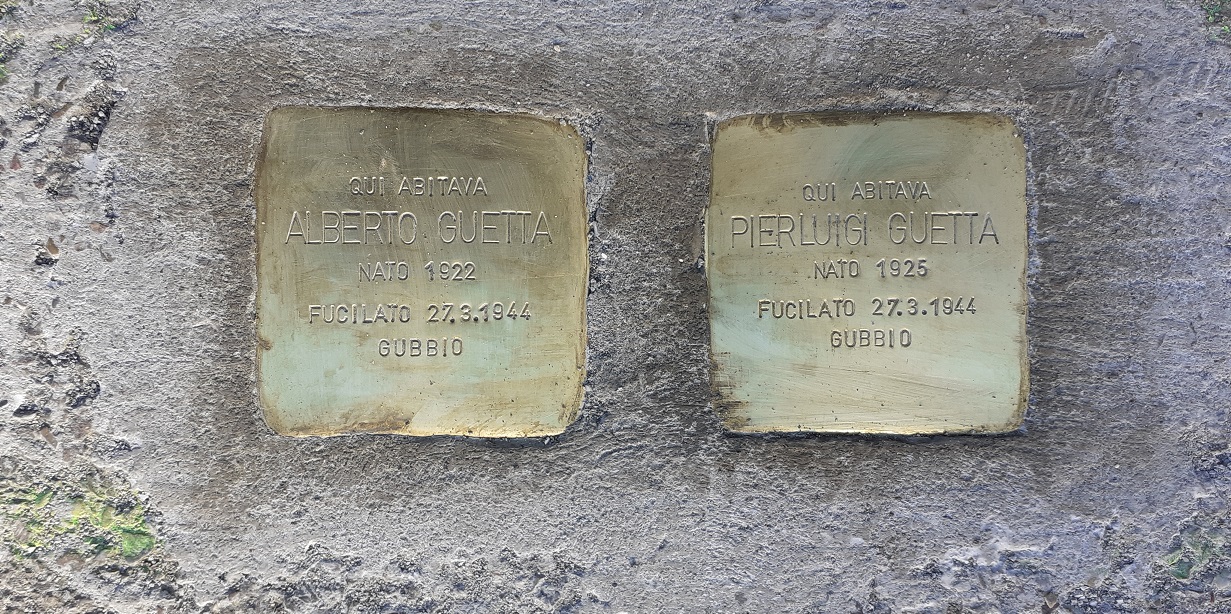 QUI ABITAVA
ALBERTO GUETTA
NATO 1922
FUCILATO 27.3.1944
GUBBIO
QUI ABITAVA
PIERLUIGI GUETTA
NATO 1925
FUCILATO 27.3.1944
GUBBIO